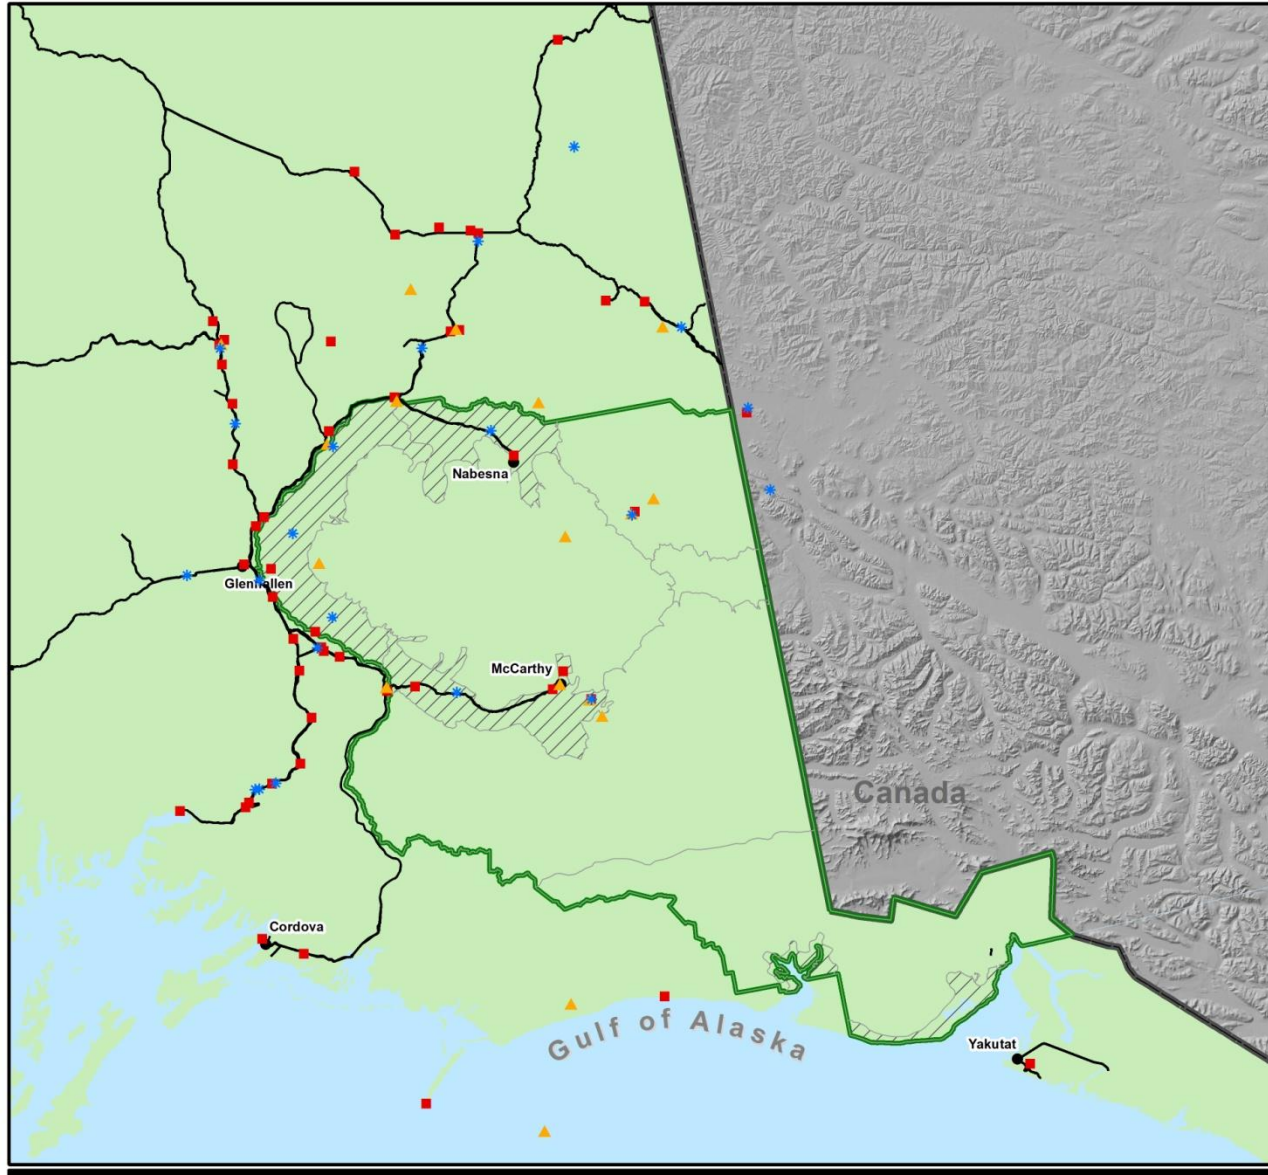 Nabesna
Glennallen
McCarthy
Canada
Cordova
Gulf of Alaska
Yakutat